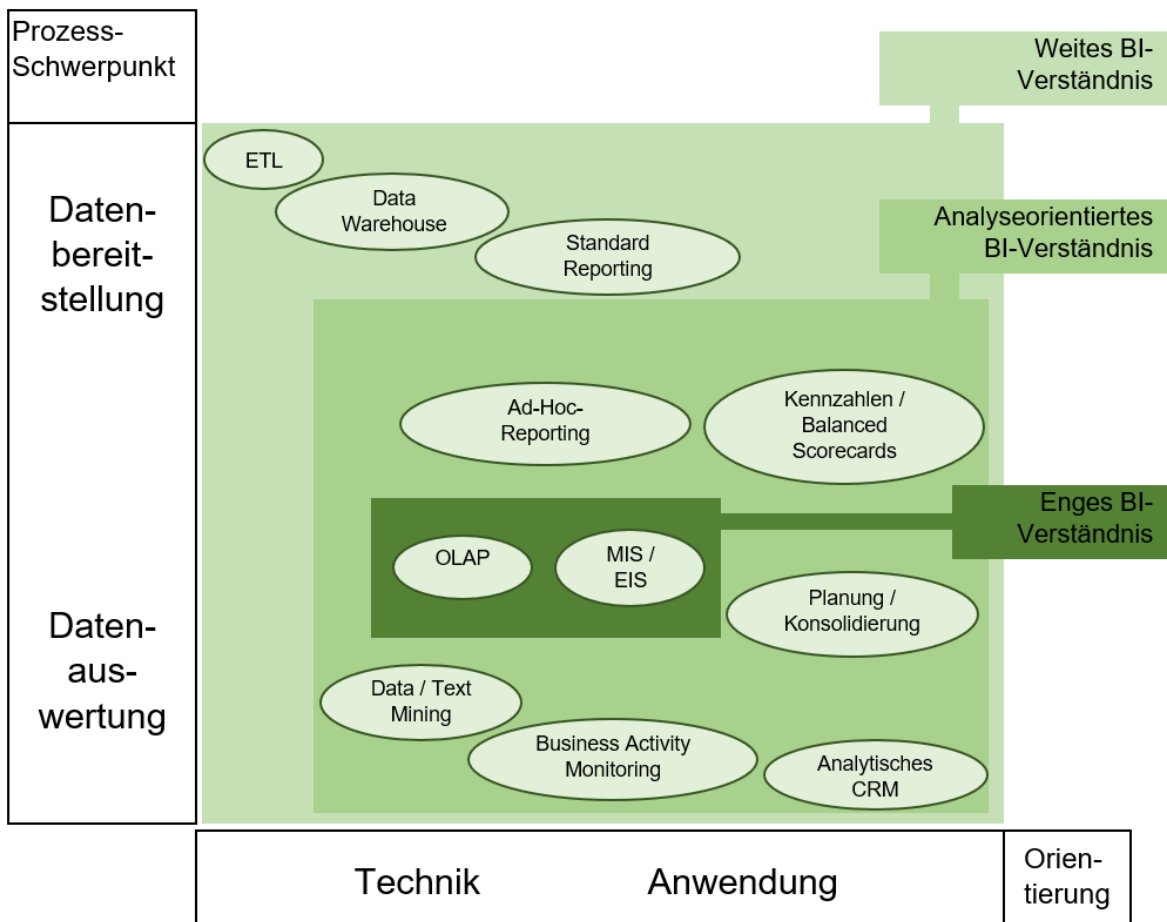 Prozess-
Schwerpunkt
Weites BI-
Verständnis
ETL
Data
Warehouse
Standard
Reporting
Daten-
bereit-
stellung
Analyseorientiertes
BI-Verständnis
Ad-Hoc-
Reporting
Kennzahlen /
Balanced
Scorecards
Enges BI-
Verständnis
OLAP
MIS /
EIS
Planung /
Konsolidierung
Daten-
aus-
wertung
Data / Text
Mining
Business Activity
Monitoring
Analytisches
CRM
Technik
Anwendung
Orien-
tierung